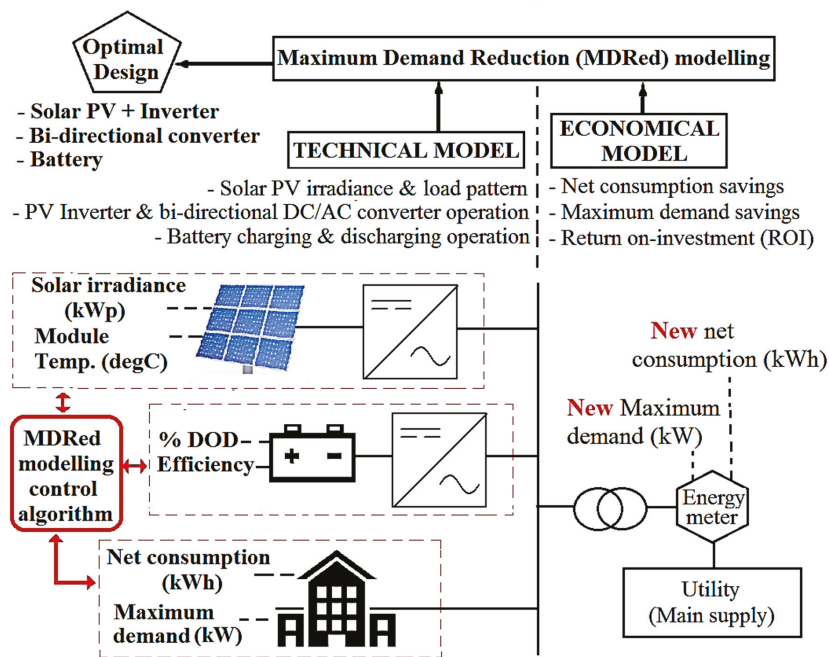 Optimal
Design
Maximum Demand Reduction (MDRed) modelling
- Solar PV + Inverter
- Bi-directional converter
- Battery
TECHNICAL MODEL
ECONOMICAL
MODEL
- Solar PV irradiance & load pattern
- PV Inverter & bi-directional DC/AC converter operation
- Battery charging & discharging operation
- Net consumption savings
- Maximum demand savings
- Return on-investment (ROI)
Solar irradiance
(kWp)
Module
Temp. (degC)
New net
consumption (kWh)
New Maximum
demand (kW)
MDRed
modelling
control
algorithm
% DOD
Efficiency
+ -
Energy
meter
Net consumption
(kWh)
Maximum
demand (kW)
Utility
(Main supply)